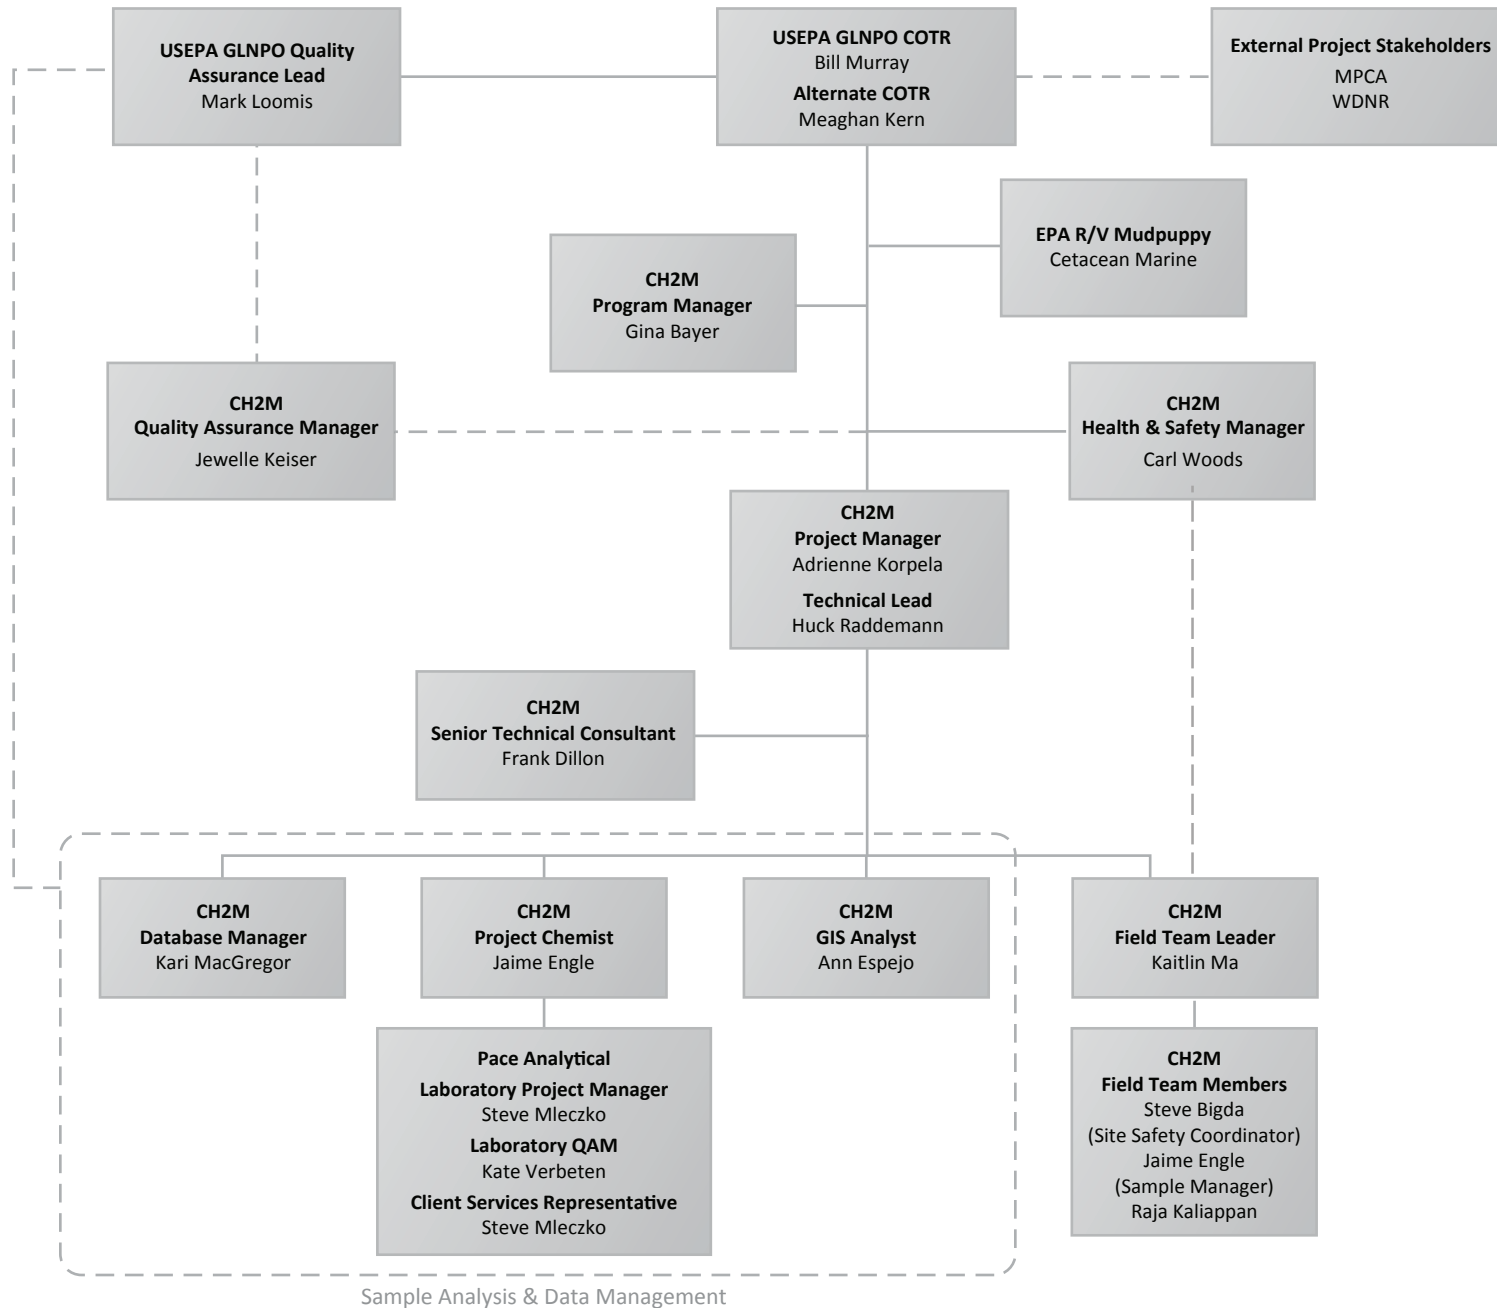 USEPA GLNPO Quality
Assurance Lead
Mark Loomis
USEPA GLNPO COTR
Bill Murray
Alternate COTR
Meaghan Kern
External Project Stakeholders
MPCA
WDNR
EPA R/V Mudpuppy
Cetacean Marine
CH2M
Program Manager
Gina Bayer
CH2M
Quality Assurance Manager
Jewelle Keiser
CH2M
Health & Safety Manager
Carl Woods
CH2M
Project Manager
Adrienne Korpela
Technical Lead
Huck Raddemann
CH2M
Senior Technical Consultant
Frank Dillon
CH2M
Database Manager
Kari MacGregor
CH2M
Project Chemist
Jaime Engle
CH2M
GIS Analyst
Ann Espejo
CH2M
Field Team Leader
Kaitlin Ma
Pace Analytical
Laboratory Project Manager
Steve Mleczko
Laboratory QAM
Kate Verbeten
Client Services Representative
Steve Mleczko
CH2M
Field Team Members
Steve Bigda
(Site Safety Coordinator)
Jaime Engle
(Sample Manager)
Raja Kaliappan
Sample Analysis & Data Management